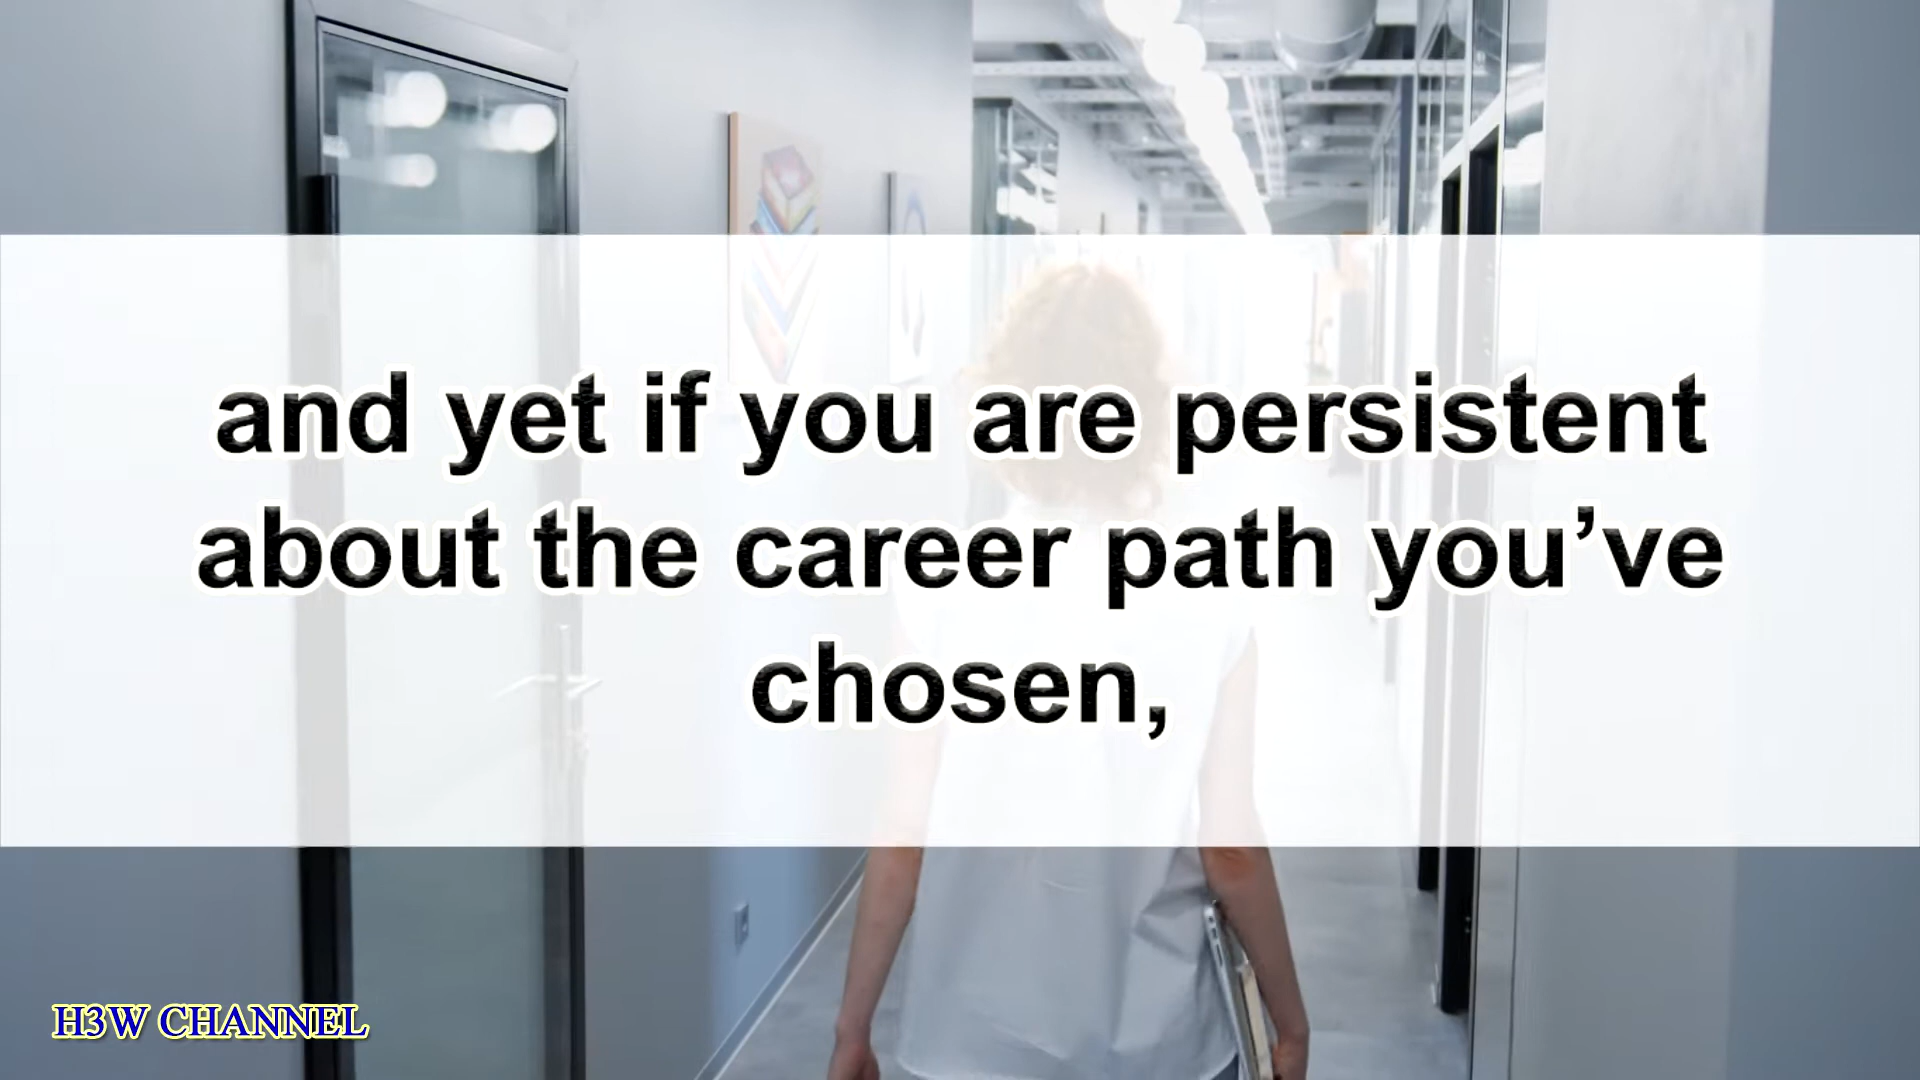 and yet if you are persistent
about the career path you’ve
chosen,
H3W CHANNEL